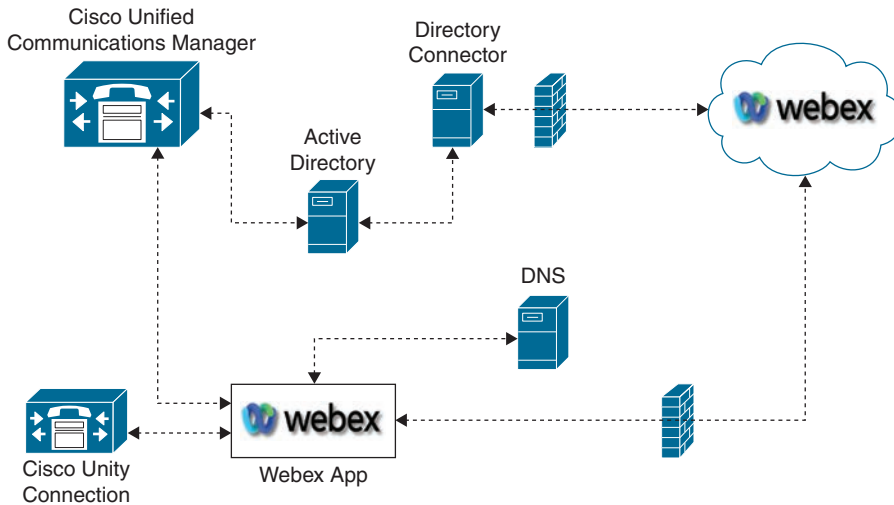 Cisco Unified
Communications Manager
Directory
Connector
webex
Active
Directory
DNS
webex
Webex App
Cisco Unity
Connection